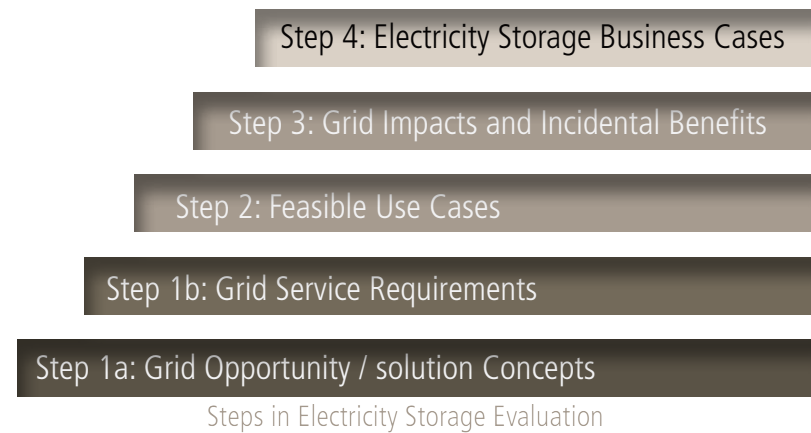 Step 4: Electricity Storage Business Cases
Step 3: Grid Impacts and Incidental Benefits
Step 2: Feasible Use Cases
Step 1b: Grid Service Requirements
Step 1a: Grid Opportunity / solution Concepts
Steps in Electricity Storage Evaluation